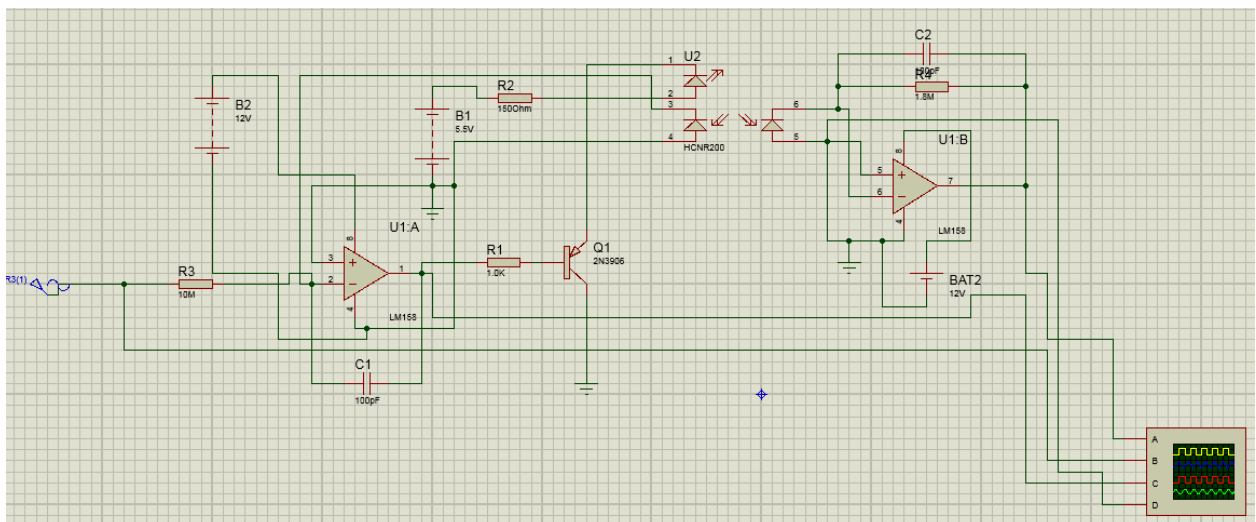 C2
U2
100pF
R4
1.8M
1
B2
12V
R2
150Ohm
2
3
B1
5.5V
6
5
4
HCNR200
U1:B
8
5
6
7
4
LM158
U1:A
8
R1
1.0K
Q1
2N3906
3
2
1
R3(1)
R3
10M
4
LM158
BAT2
12V
C1
100pF
A
B
C
D